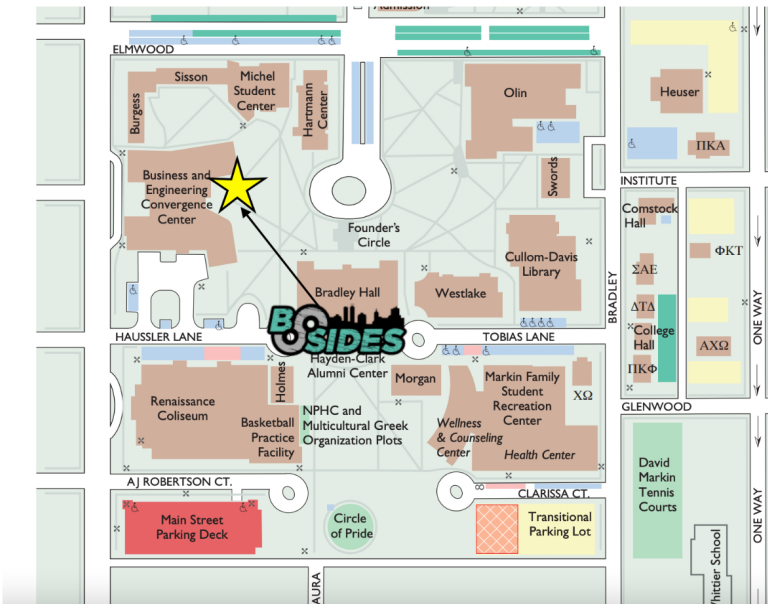 Admission
ELMWOOD
Sisson
Michel
Student
Center
Burgess
Hartmann
Center
Olin
Heuser
ΠΚΑ
Business and
Engineering
Convergence
Center
Swords
INSTITUTE
Comstock
Hall
Founder's
Circle
ΦΚΤ
Cullom-Davis
Library
ΣΑΕ
Bradley Hall
Westlake
BRADLEY
ΔΤΔ
College
Hall
ONE WAY
B SIDES
HAUSSLER LANE
TOBIAS LANE
ΑΧΩ
Hayden-Clark
Alumni Center
Holmes
Morgan
ΠΚΦ
Markin Family
Student
Recreation
Center
ΧΩ
Renaissance
Coliseum
GLENWOOD
NPHC and
Multicultural Greek
Organization Plots
Basketball
Practice
Facility
Wellness
& Counseling
Center
Health Center
David
Markin
Tennis
Courts
AJ ROBERTSON CT.
CLARISSA CT.
Main Street
Parking Deck
Circle
of Pride
Transitional
Parking Lot
ONE WAY
Whittier School
AURA